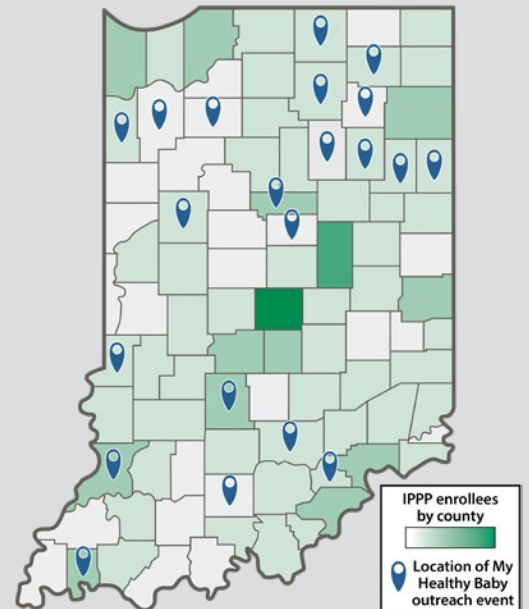 IPPP enrollees
by county
Location of My
Healthy Baby
outreach event